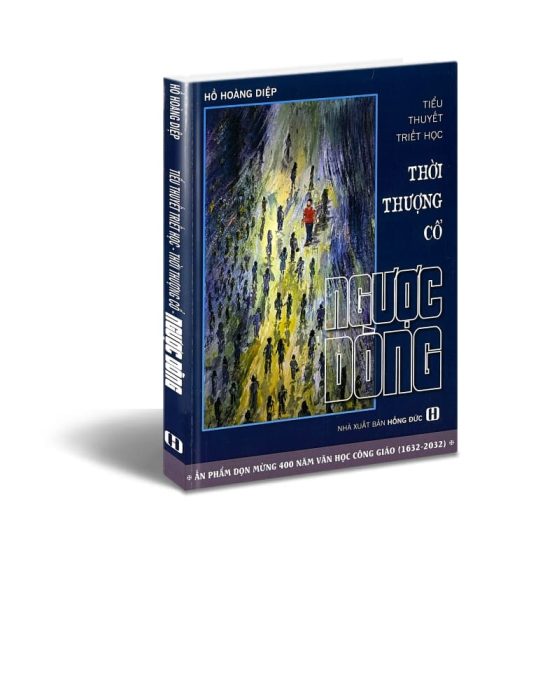 HỒ HOÀNG DIỆP
TIỂU THUYẾT TRIẾT HỌC - THỜI THƯỢNG CỔ - NGƯỢC DÒNG
H
HỒ HOÀNG DIỆP
TIỂU
THUYẾT
TRIẾT HỌC
THỜI
THƯỢNG
CỔ
NGƯỢC
DÒNG
NHÀ XUẤT BẢN HỒNG ĐỨC H
ẤN PHẨM DỌN MỪNG 400 NĂM VĂN HỌC CÔNG GIÁO (1632-2032)